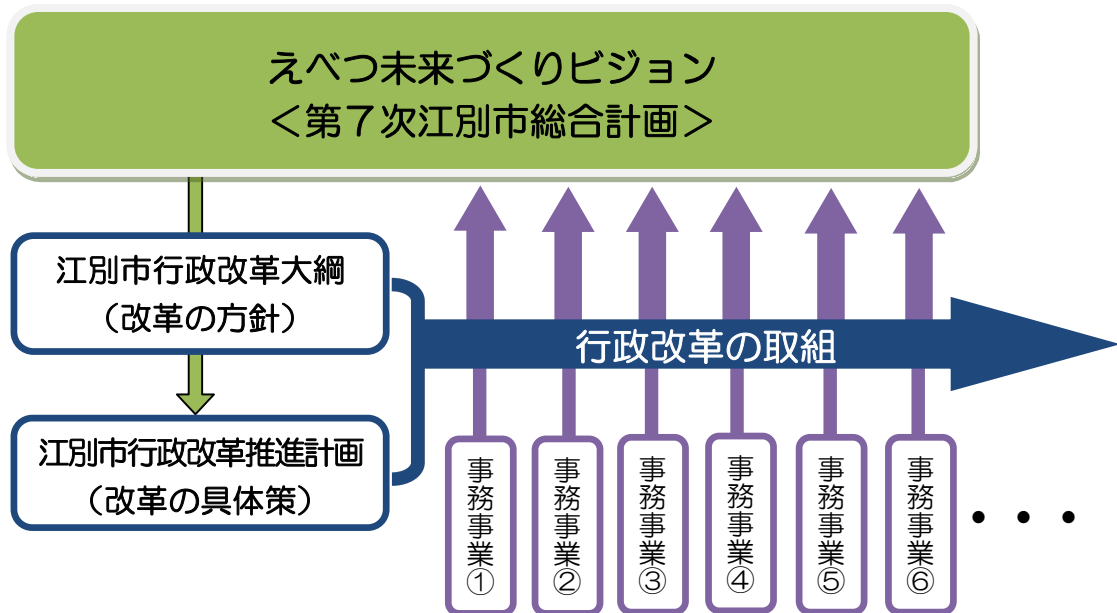 えべつ未来づくりビジョン
＜第７次江別市総合計画＞
江別市行政改革大綱
（改革の方針）
行政改革の取組
江別市行政改革推進計画
（改革の具体策）
事務事業①
事務事業②
事務事業③
事務事業④
事務事業⑤
事務事業⑥
・・・